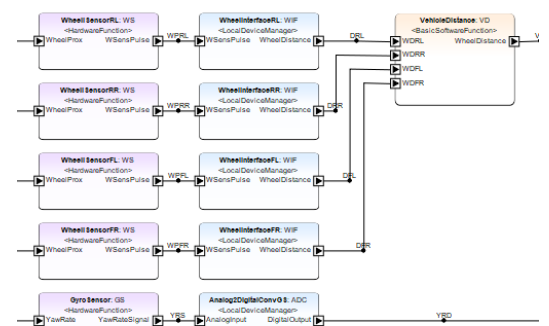 WheelSensorRL: WS
<HardwareFunction>
WheelProx WSensPulse
WPRL
WheelInterfaceRL: WIF
<LocalDeviceManager>
WSensPulse WheelDistance
DRL
VehicleDistance: VD
<BasicSoftwareFunction>
WDRL WheelDistance
WDRR
WDFL
WDFR
V
WheelSensorRR: WS
<HardwareFunction>
WheelProx WSensPulse
WPRR
WheelInterfaceRR: WIF
<LocalDeviceManager>
WSensPulse WheelDistance
DRR
WheelSensorFL: WS
<HardwareFunction>
WheelProx WSensPulse
WPFL
WheelInterfaceFL: WIF
<LocalDeviceManager>
WSensPulse WheelDistance
DFL
WheelSensorFR: WS
<HardwareFunction>
WheelProx WSensPulse
WPFR
WheelInterfaceFR: WIF
<LocalDeviceManager>
WSensPulse WheelDistance
DFR
GyroSensor: GS
<HardwareFunction>
YawRate YawRateSignal
YRS
Analog2DigitalConvGS: ADC
<LocalDeviceManager>
AnalogInput DigitalOutput
YRD